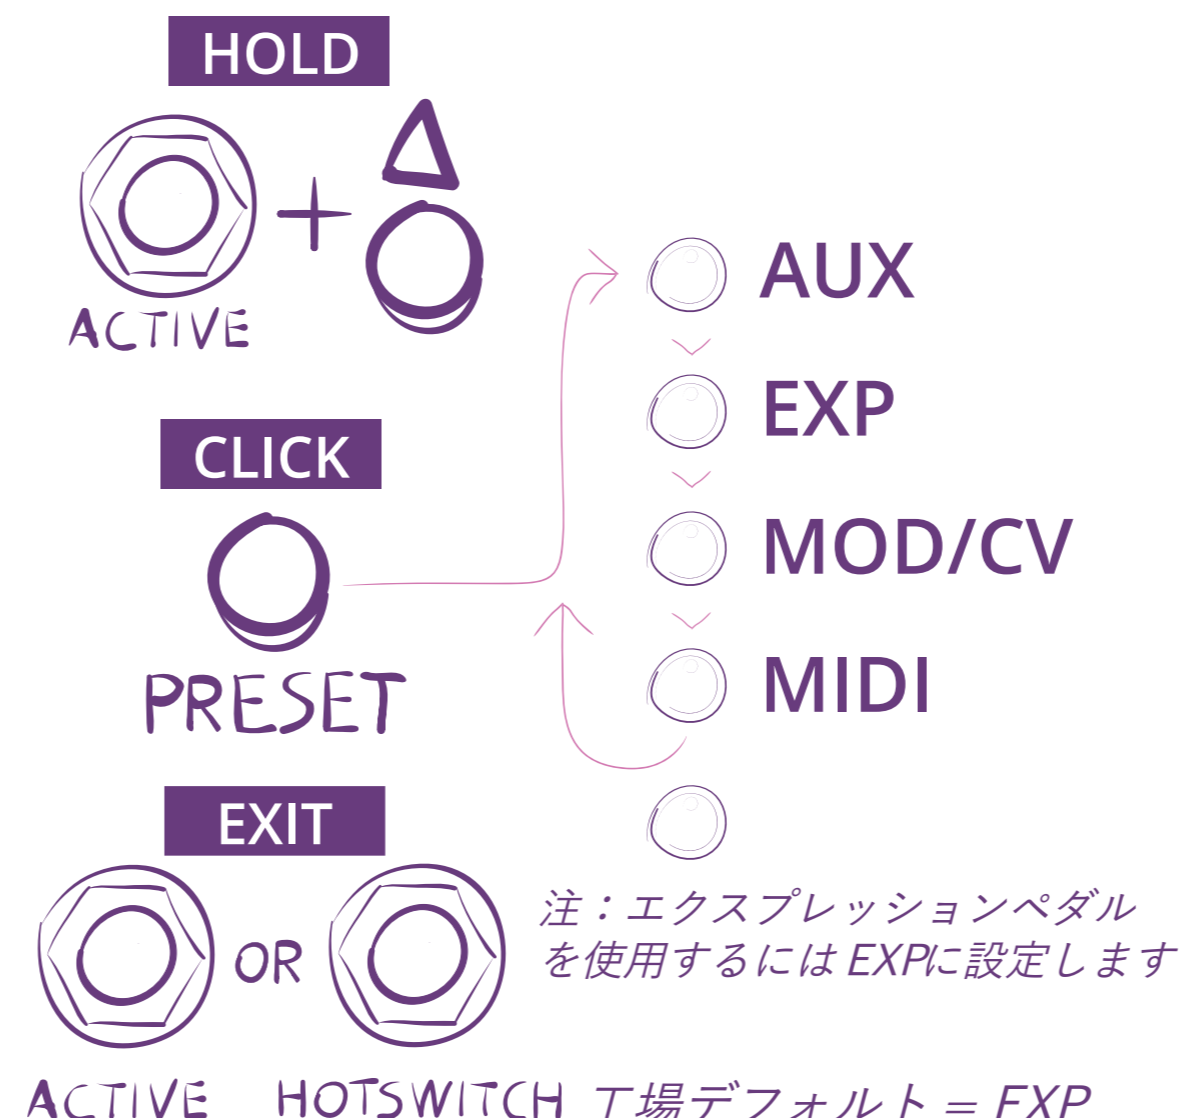 HOLD
ACTIVE
CLICK
PRESET
AUX
EXP
MOD/CV
MIDI
EXIT
OR
ACTIVE
HOTSWITCH
注：エクスプレッションペダル
を使用するには EXPに設定します
工場デフォルト = EXP